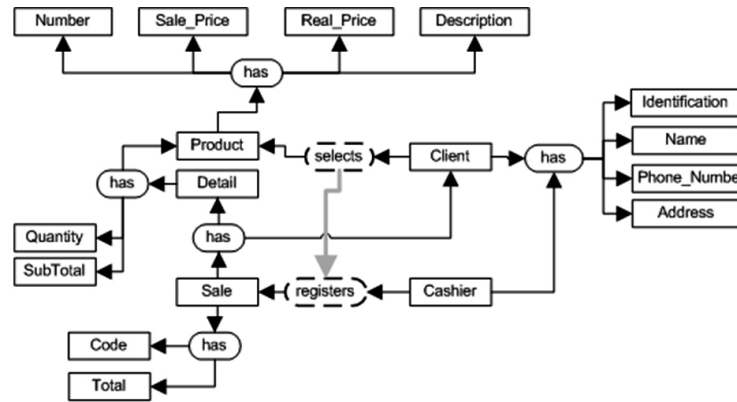 Number
Sale_Price
Real_Price
Description
has
Product
selects
Client
has
Identification
Name
Phone_Numbe
Address
has
Detail
Quantity
SubTotal
has
Sale
registers
Cashier
Code
has
Total